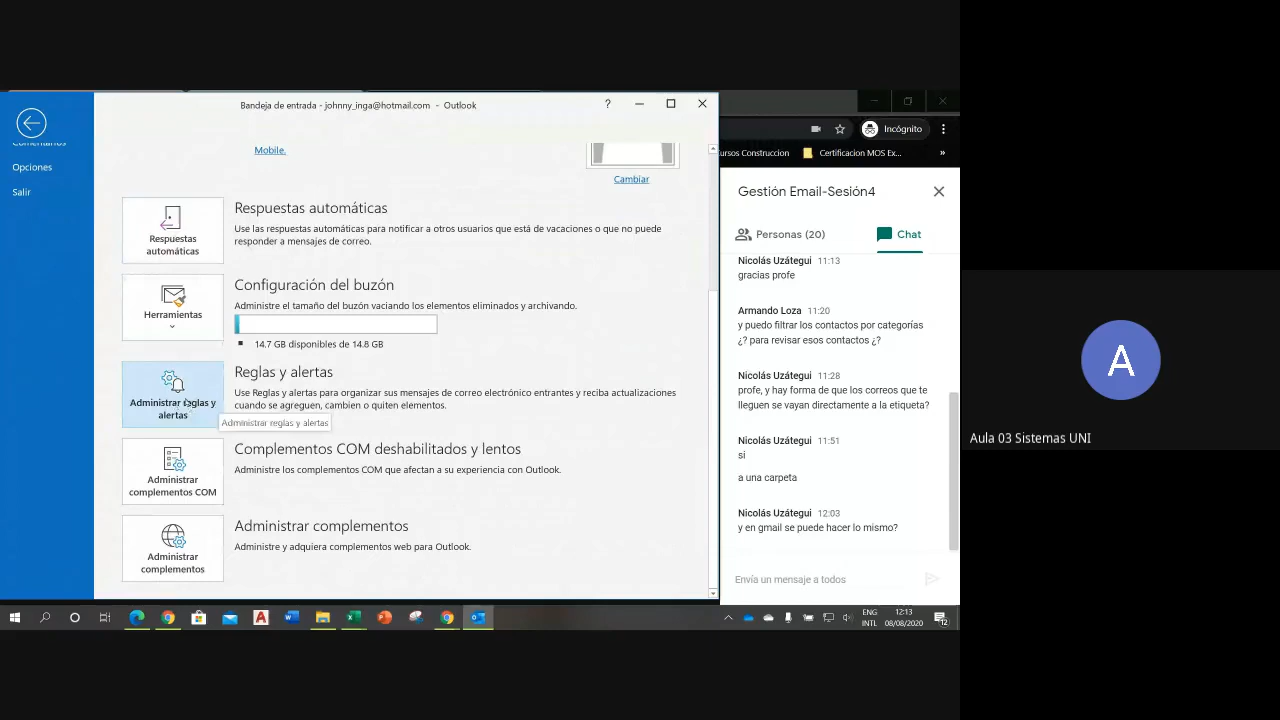 Bandeja de entrada - johnny_inga@hotmail.com - Outlook
?
Comentarios
Opciones
Salir
Mobile.
Cambiar
Respuestas automáticas
Respuestas automáticas
Use las respuestas automáticas para notificar a otros usuarios que está de vacaciones o que no puede
responder a mensajes de correo.
Herramientas
Configuración del buzón
Administre el tamaño del buzón vaciando los elementos eliminados y archivando.
14.7 GB disponibles de 14.8 GB
Administrar reglas y
alertas
Reglas y alertas
Use Reglas y alertas para organizar sus mensajes de correo electrónico entrantes y reciba actualizaciones
cuando se agreguen, cambien o quiten elementos.
Administrar reglas y alertas
Administrar
complementos COM
Complementos COM deshabilitados y lentos
Administre los complementos COM que afectan a su experiencia con Outlook.
Administrar
complementos
Administrar complementos
Administre y adquiera complementos web para Outlook.
Incógnito
ursos Construccion
Certificacion MOS Ex...
»
Gestión Email-Sesión4
Personas (20)
Chat
Nicolás Uzátegui 11:13
gracias profe
Armando Loza 11:20
y puedo filtrar los contactos por categorías
¿? para revisar esos contactos ¿?
Nicolás Uzátegui 11:28
profe, y hay forma de que los correos que te
lleguen se vayan directamente a la etiqueta?
Nicolás Uzátegui 11:51
si
a una carpeta
Nicolás Uzátegui 12:03
y en gmail se puede hacer lo mismo?
Envía un mensaje a todos
ENG
INTL
12:13
08/08/2020
12
A
Aula 03 Sistemas UNI